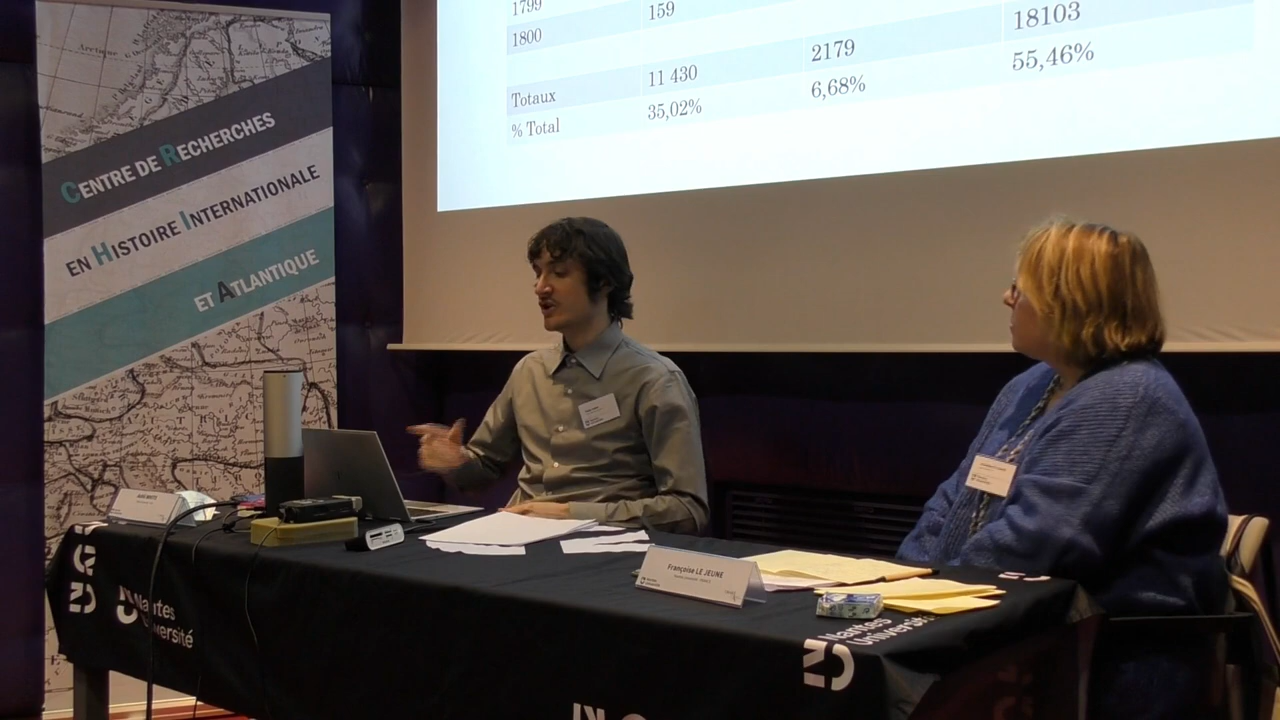 1799
159
1800
18103
2179
11 430
55,46%
Totaux
6,68%
35,02%
% Total
CENTRE DE RECHERCHES
EN HISTOIRE INTERNATIONALE
ET ATLANTIQUE
Françoise LE JEUNE
Nantes
Université
Nantes
Université